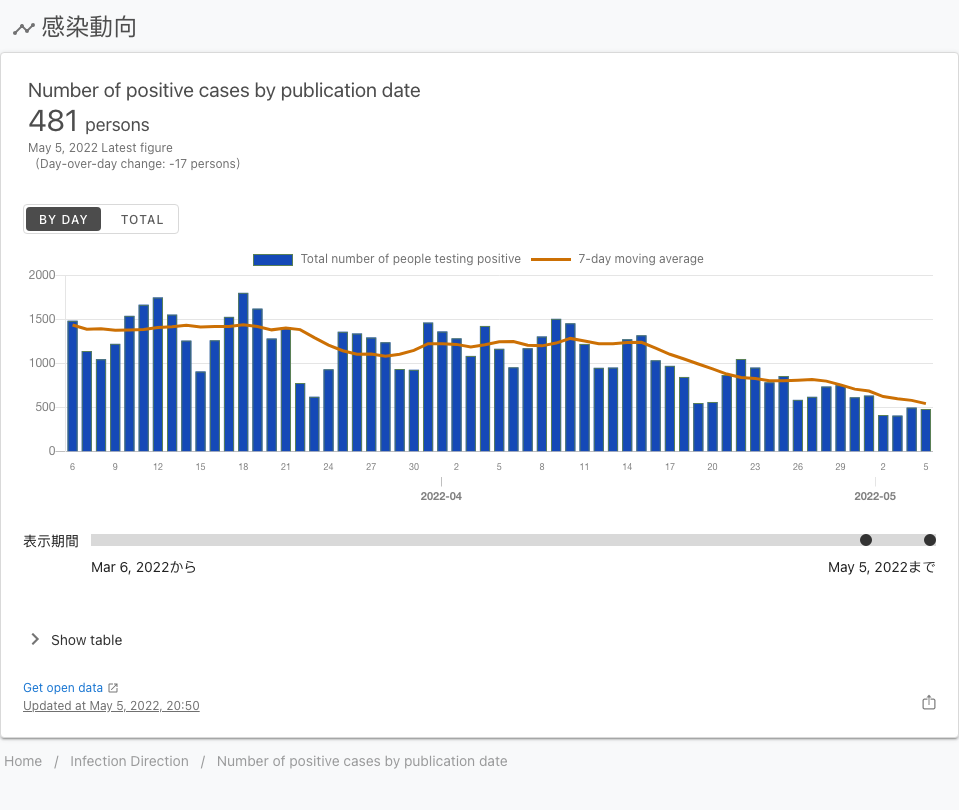 感染動向
Number of positive cases by publication date
481 persons
May 5, 2022 Latest figure
（Day-over-day change: -17 persons）
BY DAY TOTAL
Total number of people testing positive 7-day moving average
2000
1500
1000
500
0
6 9 12 15 18 21 24 27 30 2 5 8 11 14 17 20 23 26 29 2 5
2022-04 2022-05
表示期間
Mar 6, 2022から May 5, 2022まで
Show table
Get open data
Updated at May 5, 2022, 20:50
Home / Infection Direction / Number of positive cases by publication date